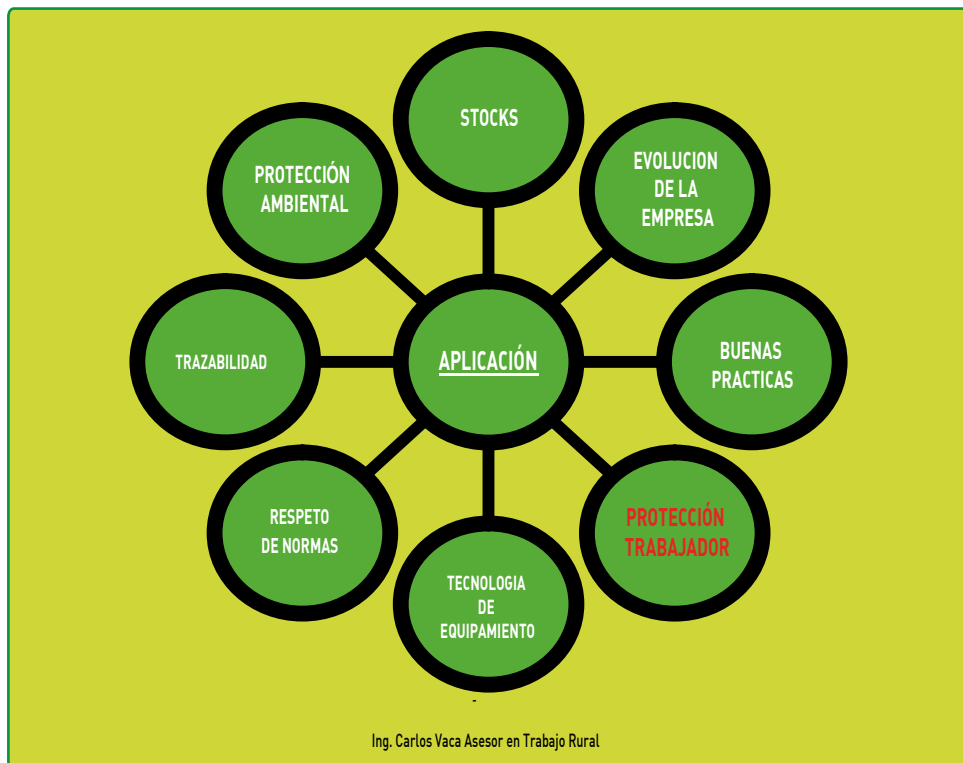 STOCKS
EVOLUCION
DE LA
EMPRESA
PROTECCIÓN
AMBIENTAL
TRAZABILIDAD
APLICACIÓN
BUENAS
PRACTICAS
RESPETO
DE NORMAS
PROTECCIÓN
TRABAJADOR
TECNOLOGIA
DE
EQUIPAMIENTO
-
Ing. Carlos Vaca Asesor en Trabajo Rural